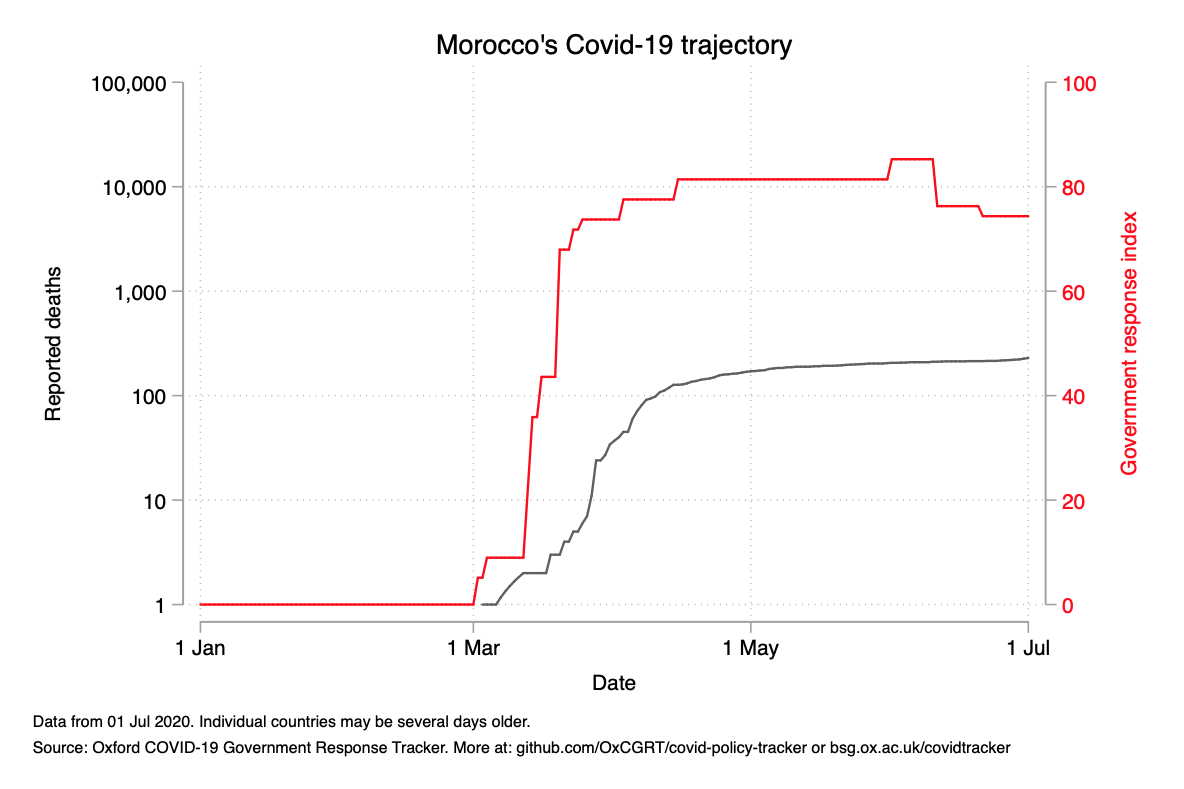 Morocco's Covid-19 trajectory
100,000
10,000
1,000
100
10
1
Reported deaths
100
80
60
40
20
0
Government response index
1 Jan
1 Mar
1 May
1 Jul
Date
Data from 01 Jul 2020. Individual countries may be several days older.
Source: Oxford COVID-19 Government Response Tracker. More at: github.com/OxCGRT/covid-policy-tracker or bsg.ox.ac.uk/covidtracker